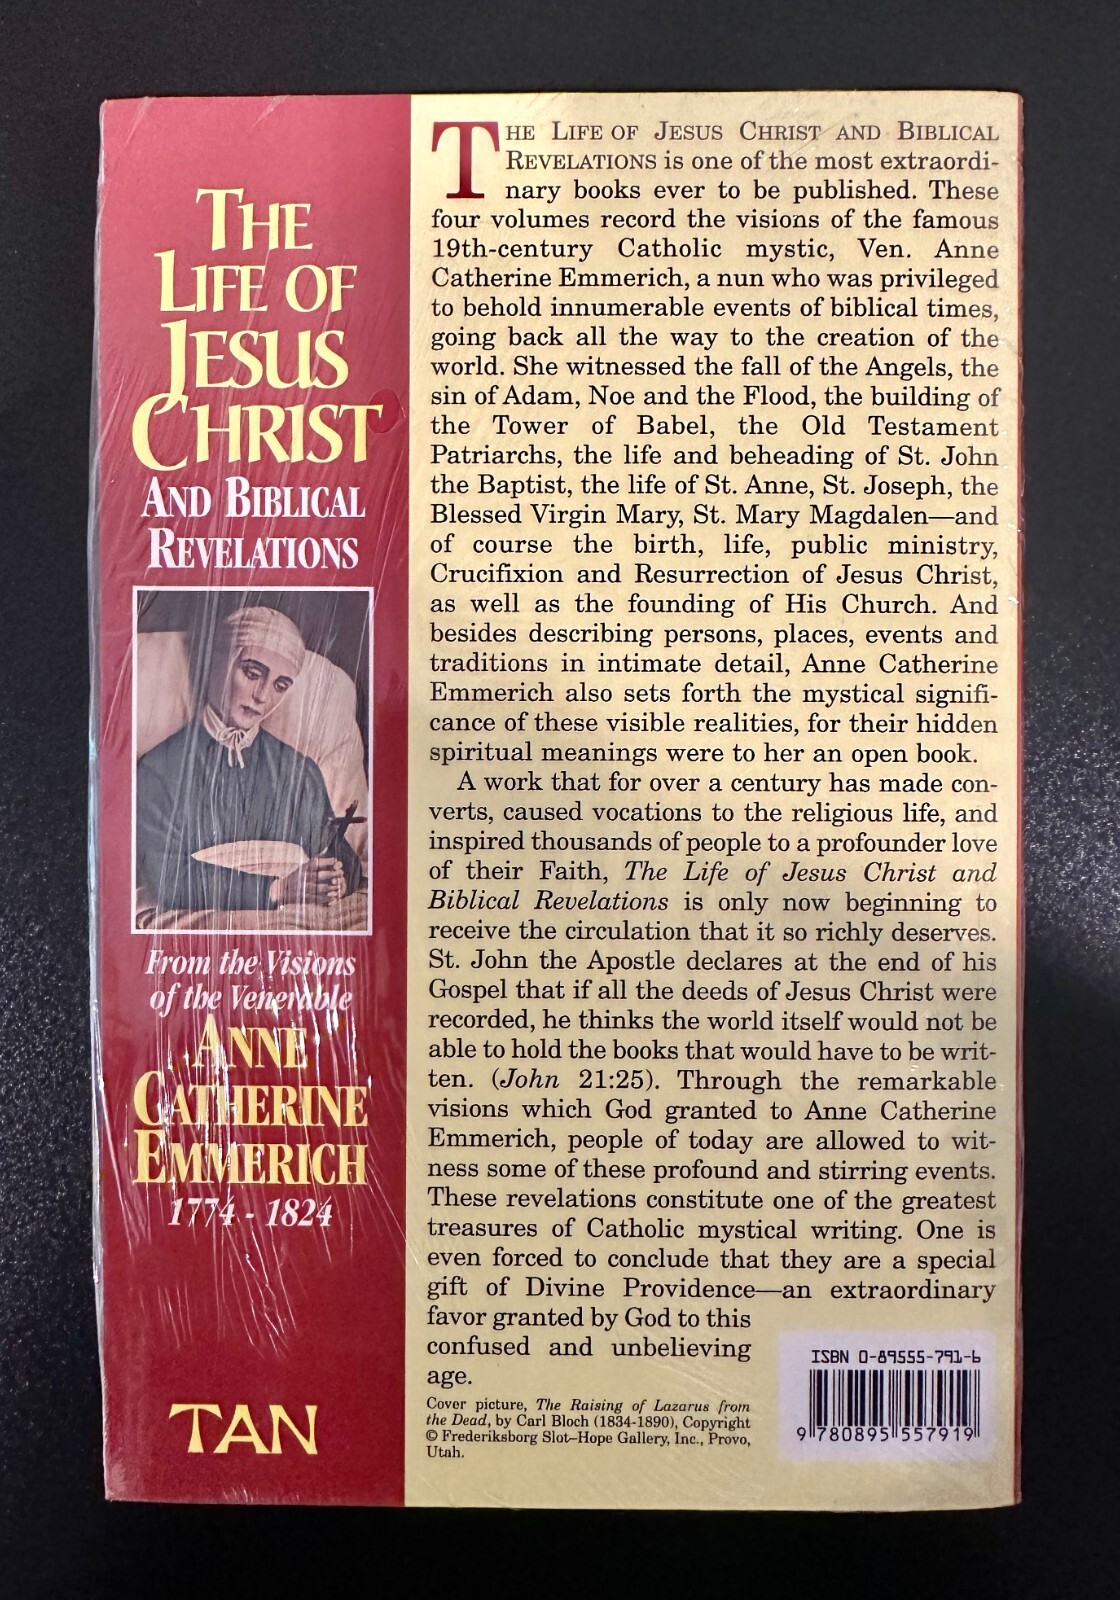 THE
LIFE OF
JESUS
CHRIST
AND BIBLICAL
REVELATIONS
From the Visions
of the Venerable
ANNE
CATHERINE
EMMERICH
1774 - 1824
TAN
THE LIFE OF JESUS CHRIST AND BIBLICAL
REVELATIONS is one of the most extraordi-
nary books ever to be published. These
four volumes record the visions of the famous
19th-century Catholic mystic, Ven. Anne
Catherine Emmerich, a nun who was privileged
to behold innumerable events of biblical times,
going back all the way to the creation of the
world. She witnessed the fall of the Angels, the
sin of Adam, Noe and the Flood, the building of
the Tower of Babel, the Old Testament
Patriarchs, the life and beheading of St. John
the Baptist, the life of St. Anne, St. Joseph, the
Blessed Virgin Mary, St. Mary Magdalen—and
of course the birth, life, public ministry,
Crucifixion and Resurrection of Jesus Christ,
as well as the founding of His Church. And
besides describing persons, places, events and
traditions in intimate detail, Anne Catherine
Emmerich also sets forth the mystical signifi-
cance of these visible realities, for their hidden
spiritual meanings were to her an open book.
A work that for over a century has made con-
verts, caused vocations to the religious life, and
inspired thousands of people to a profounder love
of their Faith, The Life of Jesus Christ and
Biblical Revelations is only now beginning to
receive the circulation that it so richly deserves.
St. John the Apostle declares at the end of his
Gospel that if all the deeds of Jesus Christ were
recorded, he thinks the world itself would not be
able to hold the books that would have to be writ-
ten. (John 21:25). Through the remarkable
visions which God granted to Anne Catherine
Emmerich, people of today are allowed to wit-
ness some of these profound and stirring events.
These revelations constitute one of the greatest
treasures of Catholic mystical writing. One is
even forced to conclude that they are a special
gift of Divine Providence—an extraordinary
favor granted by God to this
confused and unbelieving
age.
Cover picture, The Raising of Lazarus from
the Dead, by Carl Bloch (1834-1890), Copyright
© Frederiksborg Slot–Hope Gallery, Inc., Provo,
Utah.
ISBN 0-89555-791-6
9 780895 557919